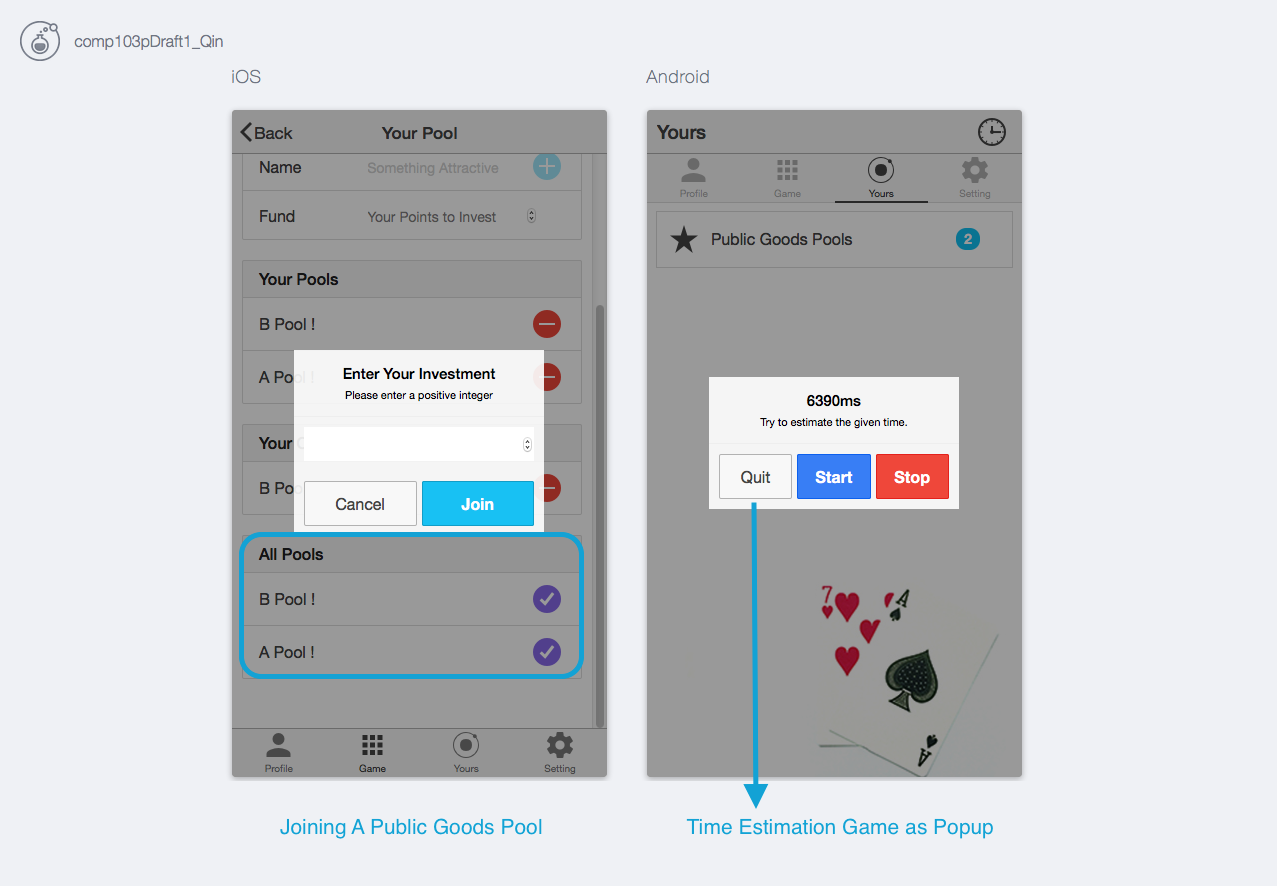 comp103pDraft1_Qin
iOS
Back
Your Pool
Name
Something Attractive
Fund
Your Points to Invest
Your Pools
B Pool !
A Pool !
Enter Your Investment
Please enter a positive integer
Your
B Poo
Cancel
Join
All Pools
B Pool !
A Pool !
Profile
Game
Yours
Setting
Joining A Public Goods Pool
Android
Yours
Profile
Game
Yours
Setting
Public Goods Pools
2
6390ms
Try to estimate the given time.
Quit
Start
Stop
7
A
A
Time Estimation Game as Popup